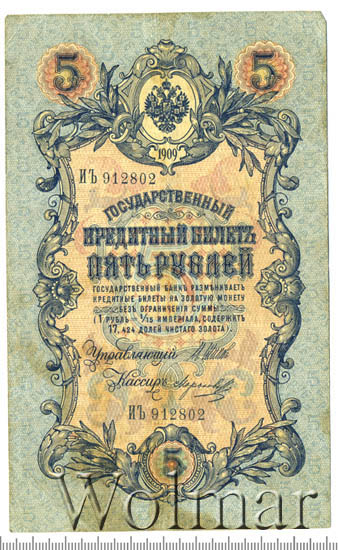 5 5
1909
ИЪ 912802
ГОСУДАРСТВЕННЫЙ
КРЕДИТНЫЙ БИЛЕТЪ
ПЯТЬ РУБЛЕЙ
ГОСУДАРСТВЕННЫЙ БАНКЪ РАЗМѢНИВАЕТЪ
КРЕДИТНЫЕ БИЛЕТЫ НА ЗОЛОТУЮ МОНЕТУ
БЕЗЪ ОГРАНИЧЕНІЯ СУММЫ
(1 РУБЛЬ = 1/15 ИМПЕРІАЛА, СОДЕРЖИТЪ
17,424 ДОЛЕЙ ЧИСТАГО ЗОЛОТА).
Управляющій
Кассиръ
ИЪ 912802
5
Wolmar